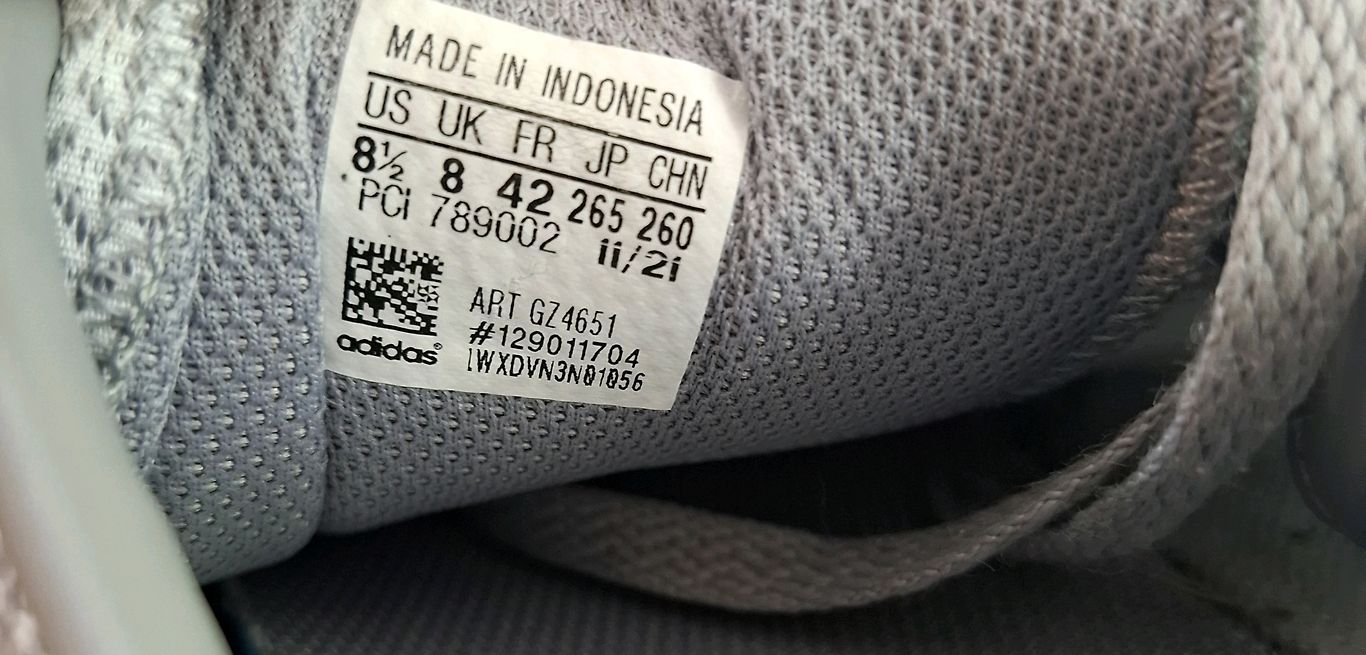 MADE IN INDONESIA
US UK FR JP CHN
8½ 8 42 265 260
PCI 789002 11/21
ART GZ4651
#129011704
adidas®
1WXDVN3N01056